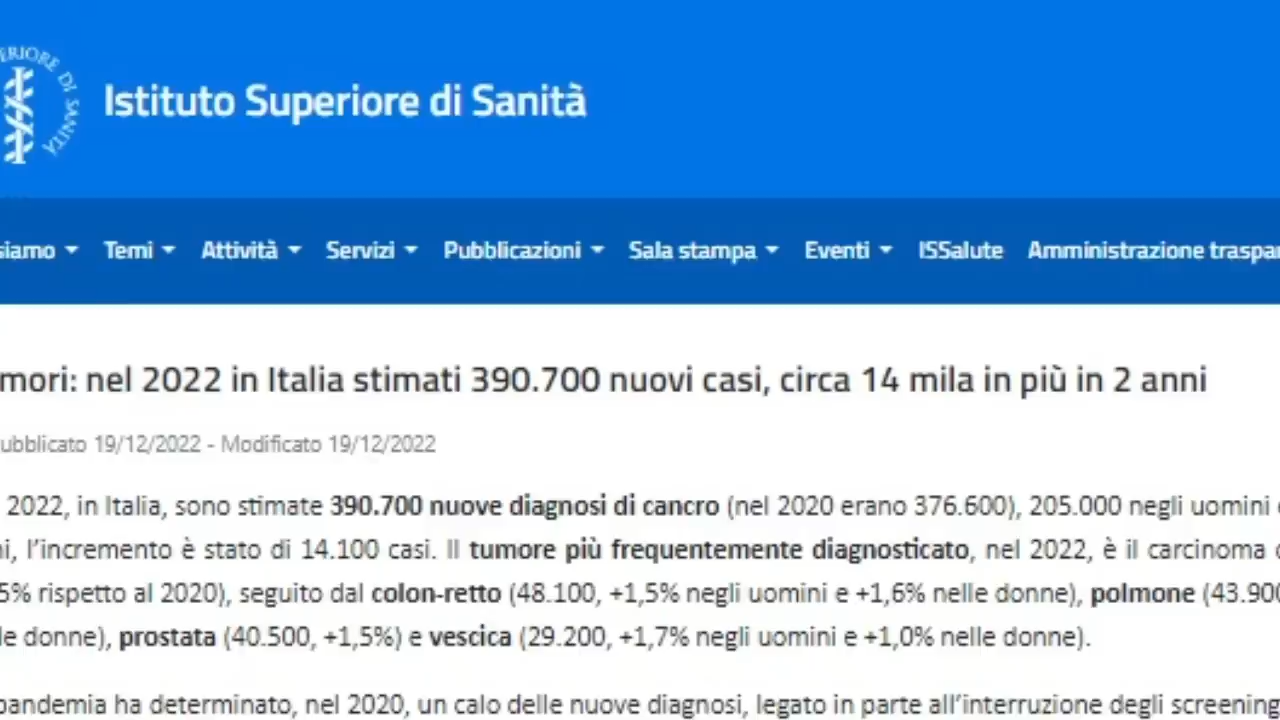 ERIORE DI SANITÀ
Istituto Superiore di Sanità
siamo Temi Attività Servizi Pubblicazioni Sala stampa Eventi ISSalute Amministrazione traspar
mori: nel 2022 in Italia stimati 390.700 nuovi casi, circa 14 mila in più in 2 anni
ubblicato 19/12/2022 - Modificato 19/12/2022
2022, in Italia, sono stimate 390.700 nuove diagnosi di cancro (nel 2020 erano 376.600), 205.000 negli uomini
ni, l’incremento è stato di 14.100 casi. Il tumore più frequentemente diagnosticato, nel 2022, è il carcinoma
5% rispetto al 2020), seguito dal colon-retto (48.100, +1,5% negli uomini e +1,6% nelle donne), polmone (43.900
le donne), prostata (40.500, +1,5%) e vescica (29.200, +1,7% negli uomini e +1,0% nelle donne).
pandemia ha determinato, nel 2020, un calo delle nuove diagnosi, legato in parte all’interruzione degli screening